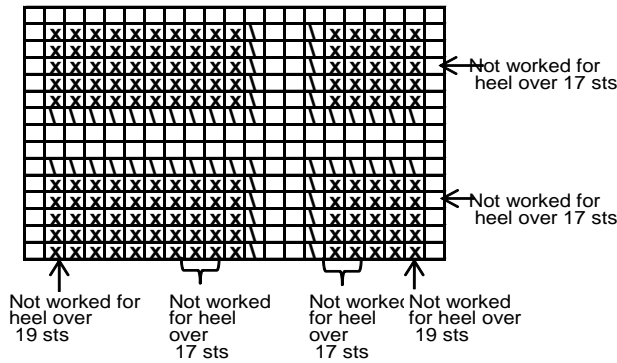 Not worked for
heel over 17 sts
Not worked for
heel over 17 sts
Not worked for
heel over
19 sts
Not worked
for heel
over
17 sts
Not worked
for heel
over
17 sts
Not worked
for heel over
19 sts